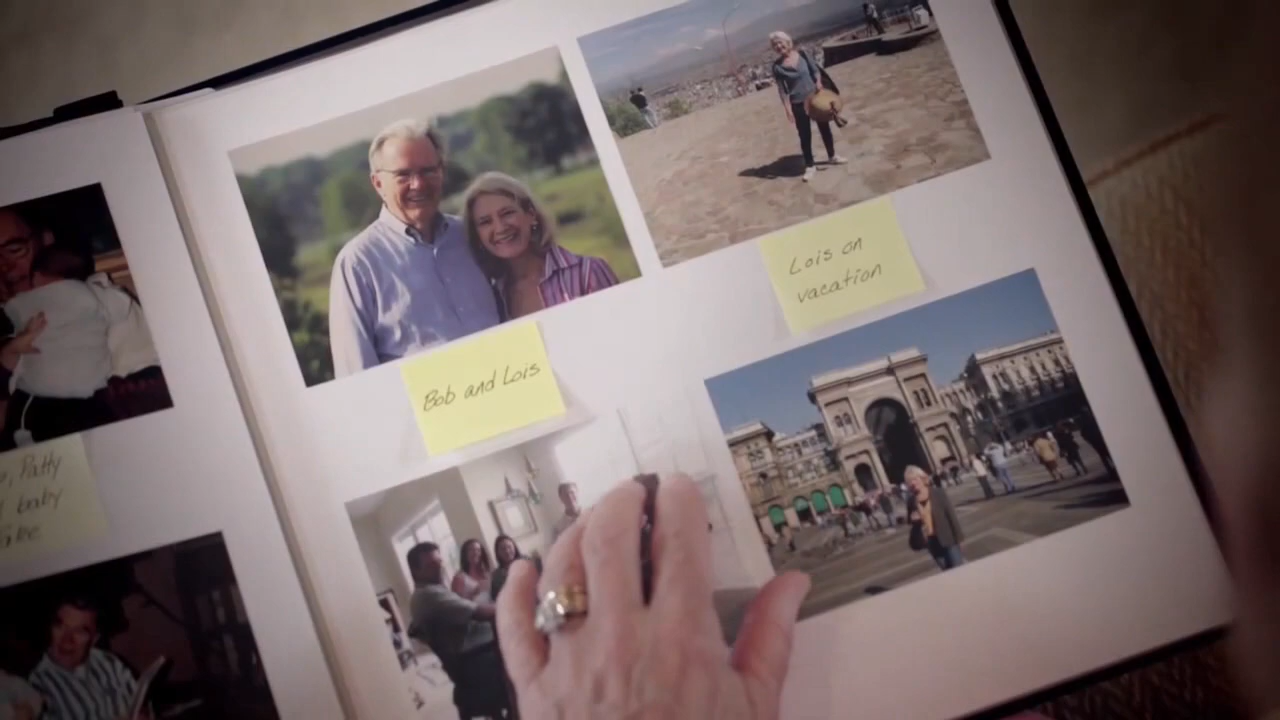 Patty
baby
Bob and Lois
Lois on
vacation